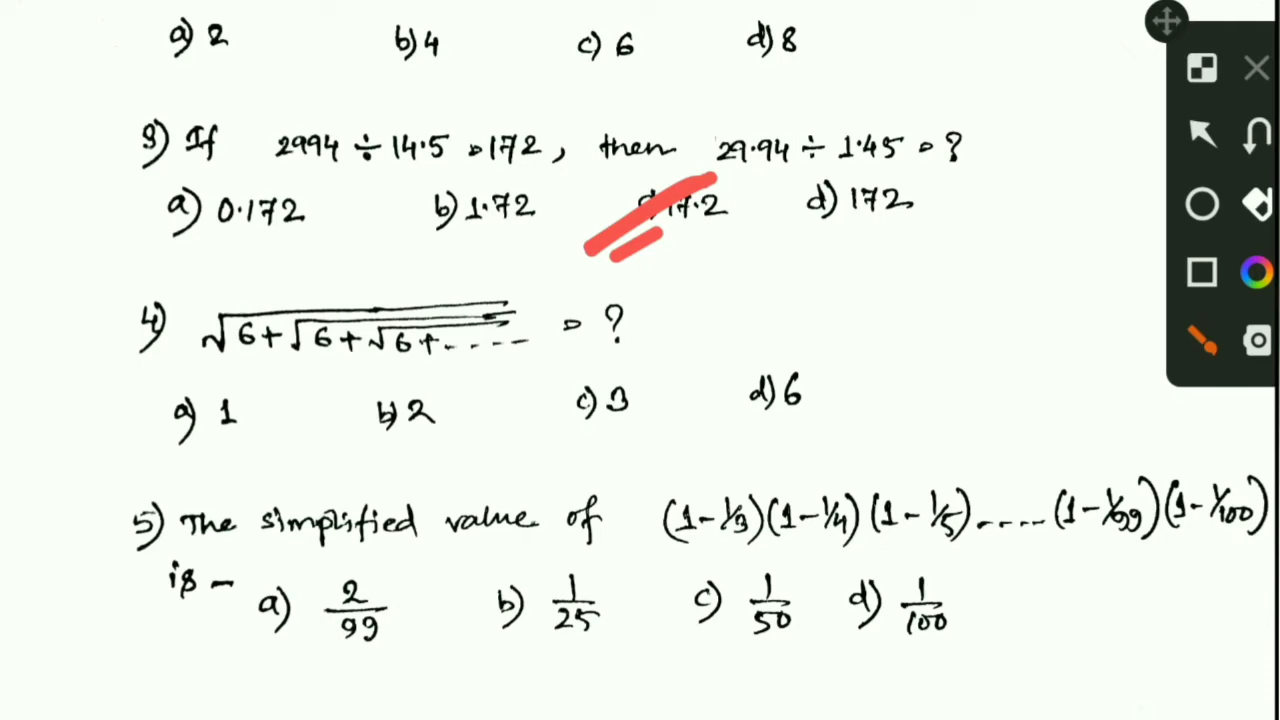 a) 2 b) 4 c) 6 d) 8
3) If 2994 ÷ 14.5 = 172, then 29.94 ÷ 1.45 = ?
a) 0.172 b) 1.72 c) 17.2 d) 172
4) √6+√6+√6+.... = ?
a) 1 b) 2 c) 3 d) 6
5) The simplified value of (1-1/3)(1-1/4)(1-1/5).....(1-1/99)(1-1/100)
is - a) 2/99 b) 1/25 c) 1/50 d) 1/100